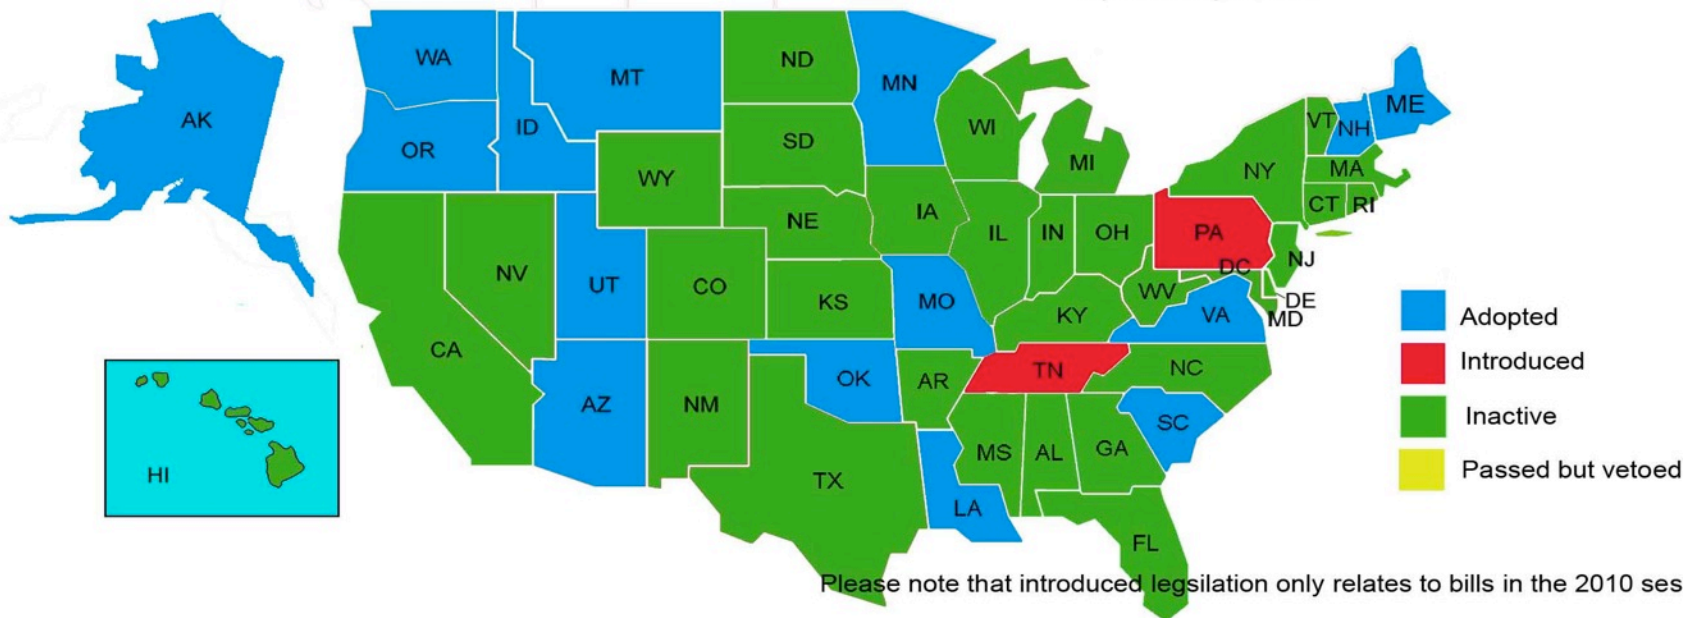 AK
WA
OR
ID
MT
WY
ND
SD
NE
MN
WI
MI
IA
IL
IN
OH
PA
NY
VT
NH
ME
MA
CT
RI
NJ
DE
MD
DC
WV
VA
NV
UT
CO
KS
MO
KY
CA
AZ
NM
OK
AR
TN
NC
SC
MS
AL
GA
TX
LA
FL
HI
Adopted
Introduced
Inactive
Passed but vetoed
Please note that introduced legsilation only relates to bills in the 2010 ses